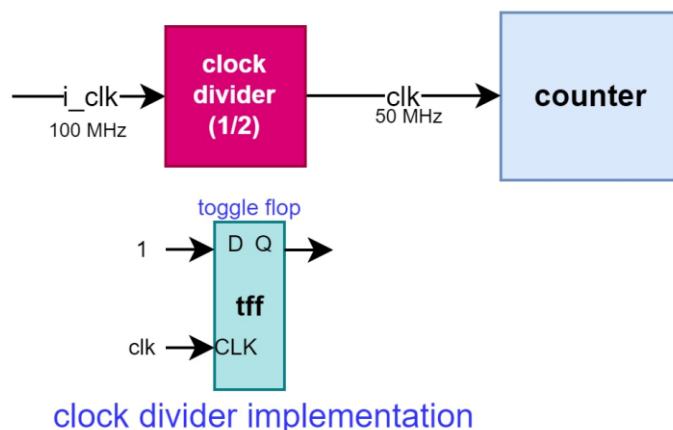 i_clk
100 MHz
clock
divider
(1/2)
clk
50 MHz
counter
toggle flop
1
D Q
tff
clk
CLK
clock divider implementation